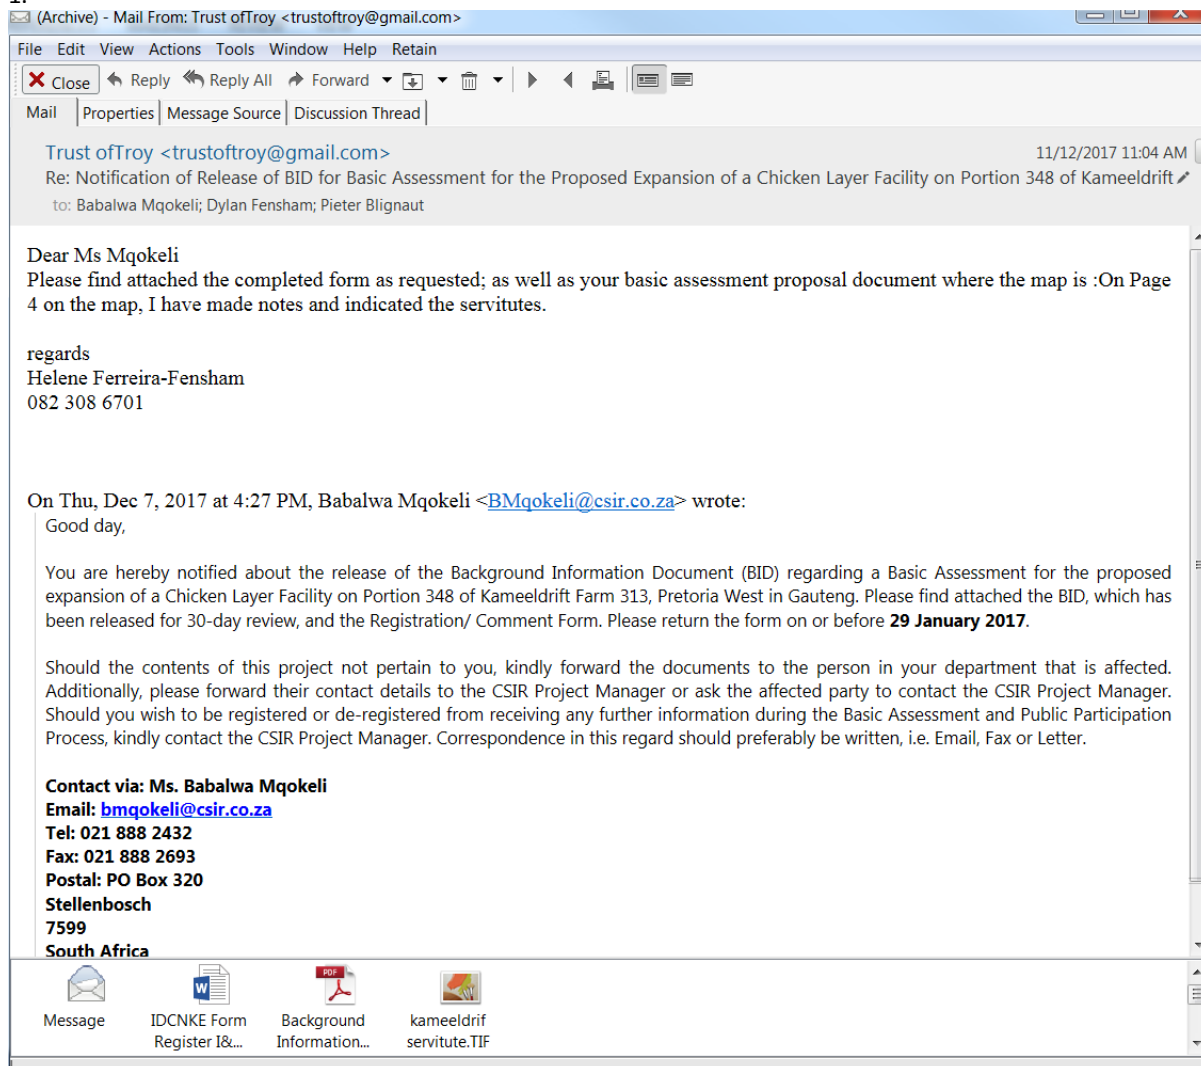 1.
(Archive) - Mail From: Trust ofTroy <trustoftroy@gmail.com>
File Edit View Actions Tools Window Help Retain
Close Reply Reply All Forward
Mail Properties Message Source Discussion Thread
Trust ofTroy <trustoftroy@gmail.com> 11/12/2017 11:04 AM
Re: Notification of Release of BID for Basic Assessment for the Proposed Expansion of a Chicken Layer Facility on Portion 348 of Kameeldrift
to: Babalwa Mqokeli; Dylan Fensham; Pieter Blignaut
Dear Ms Mqokeli
Please find attached the completed form as requested; as well as your basic assessment proposal document where the map is :On Page
4 on the map, I have made notes and indicated the servitutes.
regards
Helene Ferreira-Fensham
082 308 6701
On Thu, Dec 7, 2017 at 4:27 PM, Babalwa Mqokeli <BMqokeli@csir.co.za> wrote:
Good day,
You are hereby notified about the release of the Background Information Document (BID) regarding a Basic Assessment for the proposed
expansion of a Chicken Layer Facility on Portion 348 of Kameeldrift Farm 313, Pretoria West in Gauteng. Please find attached the BID, which has
been released for 30-day review, and the Registration/ Comment Form. Please return the form on or before 29 January 2017.
Should the contents of this project not pertain to you, kindly forward the documents to the person in your department that is affected.
Additionally, please forward their contact details to the CSIR Project Manager or ask the affected party to contact the CSIR Project Manager.
Should you wish to be registered or de-registered from receiving any further information during the Basic Assessment and Public Participation
Process, kindly contact the CSIR Project Manager. Correspondence in this regard should preferably be written, i.e. Email, Fax or Letter.
Contact via: Ms. Babalwa Mqokeli
Email: bmqokeli@csir.co.za
Tel: 021 888 2432
Fax: 021 888 2693
Postal: PO Box 320
Stellenbosch
7599
South Africa
PDF
Message IDCNKE Form Background kameeldrif
Register I&... Information... servitute.TIF